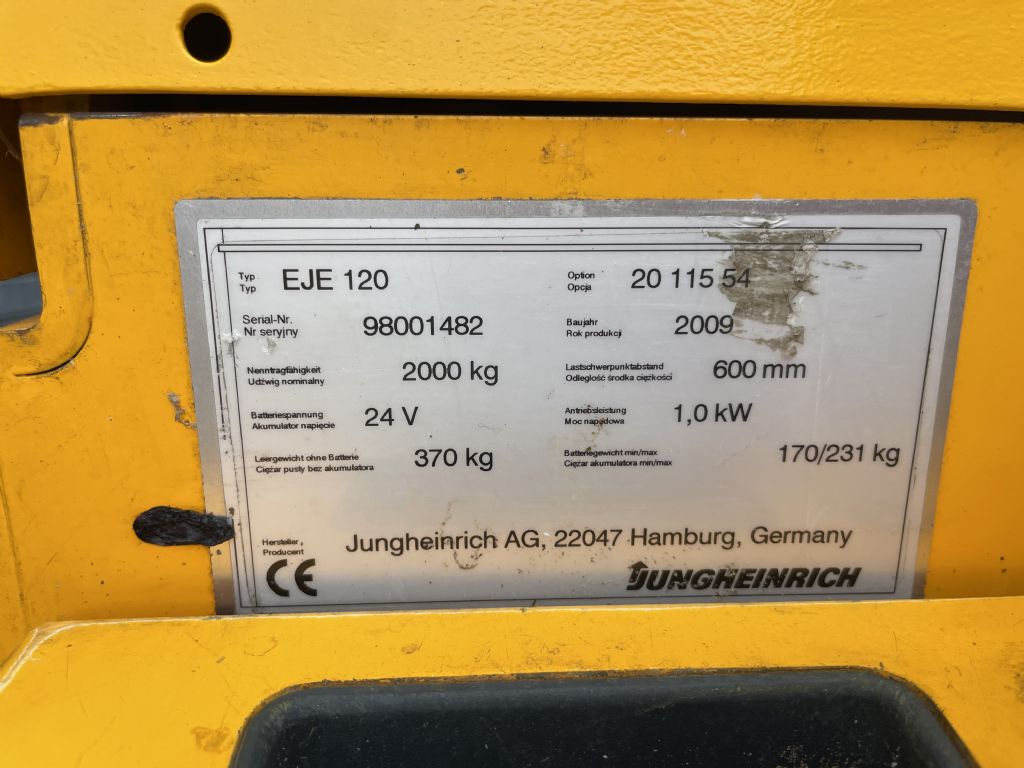 Typ EJE 120 Option 20 115 54
Typ Opcja
Serial-Nr. 98001482 Baujahr 2009
Nr seryjny Rok produkcji
Nenntragfähigkeit 2000 kg Lastschwerpunktabstand 600 mm
Udźwig nominalny Odległość środka ciężkości
Batteriespannung 24 V Antriebsleistung 1,0 kW
Akumulator napięcie Moc napędowa
Leergewicht ohne Batterie 370 kg Batteriegewicht min/max 170/231 kg
Ciężar pusty bez akumulatora Ciężar akumulatora min/max
Hersteller, Jungheinrich AG, 22047 Hamburg, Germany
Producent
CE JUNGHEINRICH